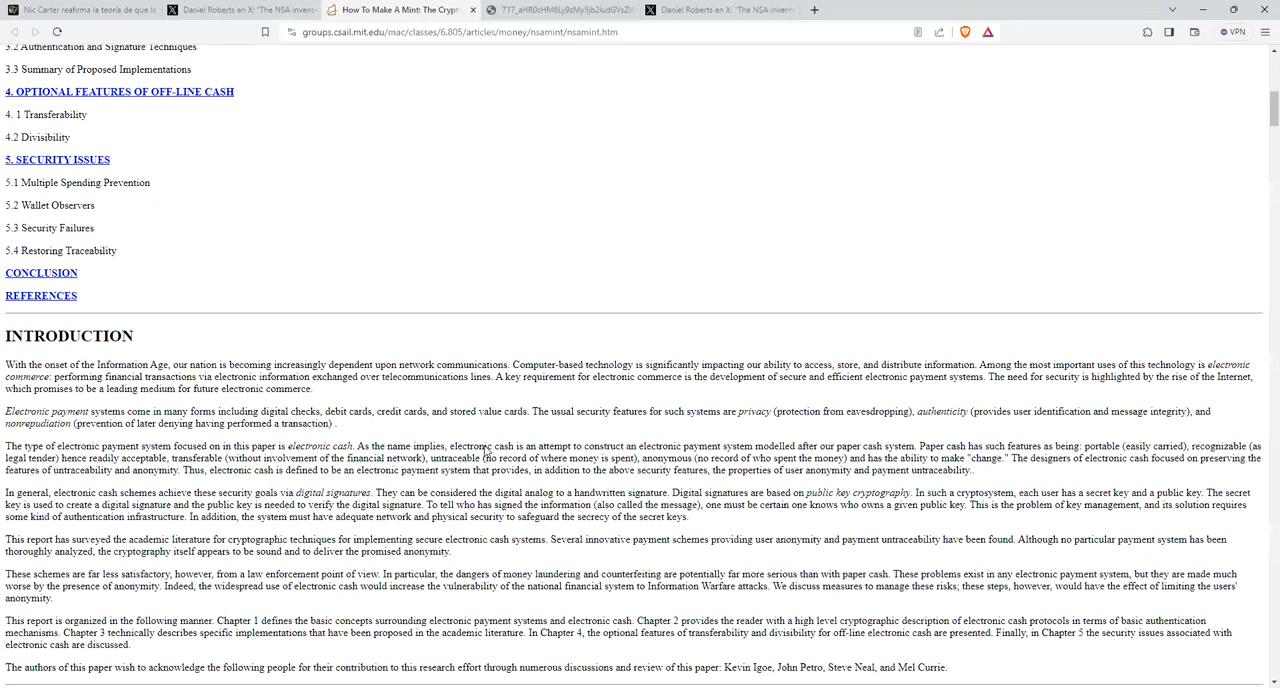 Nic Carter reafirma la teoría de que la
Daniel Roberts en X: "The NSA invent
How To Make A Mint: The Crypt
Daniel Roberts en X: "The NSA invent
groups.csail.mit.edu/mac/classes/6.805/articles/money/nsamint/nsamint.htm
VPN
3.2 Authentication and Signature Techniques
3.3 Summary of Proposed Implementations
4. OPTIONAL FEATURES OF OFF-LINE CASH
4. 1 Transferability
4.2 Divisibility
5. SECURITY ISSUES
5.1 Multiple Spending Prevention
5.2 Wallet Observers
5.3 Security Failures
5.4 Restoring Traceability
CONCLUSION
REFERENCES
INTRODUCTION
With the onset of the Information Age, our nation is becoming increasingly dependent upon network communications. Computer-based technology is significantly impacting our ability to access, store, and distribute information. Among the most important uses of this technology is electronic
commerce: performing financial transactions via electronic information exchanged over telecommunications lines. A key requirement for electronic commerce is the development of secure and efficient electronic payment systems. The need for security is highlighted by the rise of the Internet,
which promises to be a leading medium for future electronic commerce.
Electronic payment systems come in many forms including digital checks, debit cards, credit cards, and stored value cards. The usual security features for such systems are privacy (protection from eavesdropping), authenticity (provides user identification and message integrity), and
nonrepudiation (prevention of later denying having performed a transaction) .
The type of electronic payment system focused on in this paper is electronic cash. As the name implies, electronic cash is an attempt to construct an electronic payment system modelled after our paper cash system. Paper cash has such features as being: portable (easily carried), recognizable (as
legal tender) hence readily acceptable, transferable (without involvement of the financial network), untraceable (no record of where money is spent), anonymous (no record of who spent the money) and has the ability to make "change." The designers of electronic cash focused on preserving the
features of untraceability and anonymity. Thus, electronic cash is defined to be an electronic payment system that provides, in addition to the above security features, the properties of user anonymity and payment untraceability..
In general, electronic cash schemes achieve these security goals via digital signatures. They can be considered the digital analog to a handwritten signature. Digital signatures are based on public key cryptography. In such a cryptosystem, each user has a secret key and a public key. The secret
key is used to create a digital signature and the public key is needed to verify the digital signature. To tell who has signed the information (also called the message), one must be certain one knows who owns a given public key. This is the problem of key management, and its solution requires
some kind of authentication infrastructure. In addition, the system must have adequate network and physical security to safeguard the secrecy of the secret keys.
This report has surveyed the academic literature for cryptographic techniques for implementing secure electronic cash systems. Several innovative payment schemes providing user anonymity and payment untraceability have been found. Although no particular payment system has been
thoroughly analyzed, the cryptography itself appears to be sound and to deliver the promised anonymity.
These schemes are far less satisfactory, however, from a law enforcement point of view. In particular, the dangers of money laundering and counterfeiting are potentially far more serious than with paper cash. These problems exist in any electronic payment system, but they are made much
worse by the presence of anonymity. Indeed, the widespread use of electronic cash would increase the vulnerability of the national financial system to Information Warfare attacks. We discuss measures to manage these risks; these steps, however, would have the effect of limiting the users'
anonymity.
This report is organized in the following manner. Chapter 1 defines the basic concepts surrounding electronic payment systems and electronic cash. Chapter 2 provides the reader with a high level cryptographic description of electronic cash protocols in terms of basic authentication
mechanisms. Chapter 3 technically describes specific implementations that have been proposed in the academic literature. In Chapter 4, the optional features of transferability and divisibility for off-line electronic cash are presented. Finally, in Chapter 5 the security issues associated with
electronic cash are discussed.
The authors of this paper wish to acknowledge the following people for their contribution to this research effort through numerous discussions and review of this paper: Kevin Igoe, John Petro, Steve Neal, and Mel Currie.